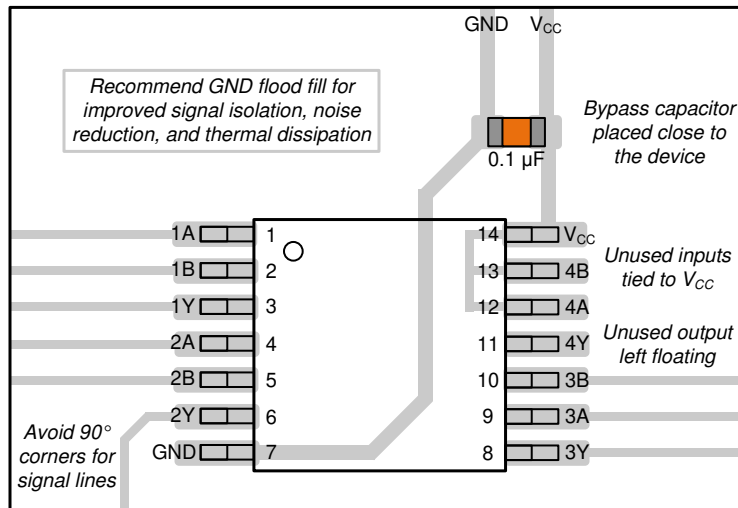 GND VCC
Recommend GND flood fill for
improved signal isolation, noise
reduction, and thermal dissipation
Bypass capacitor
placed close to
the device
0.1 µF
1A 1 14 VCC
1B 2 13 4B
1Y 3 12 4A
2A 4 11 4Y
2B 5 10 3B
2Y 6 9 3A
GND 7 8 3Y
Unused inputs
tied to VCC
Unused output
left floating
Avoid 90°
corners for
signal lines